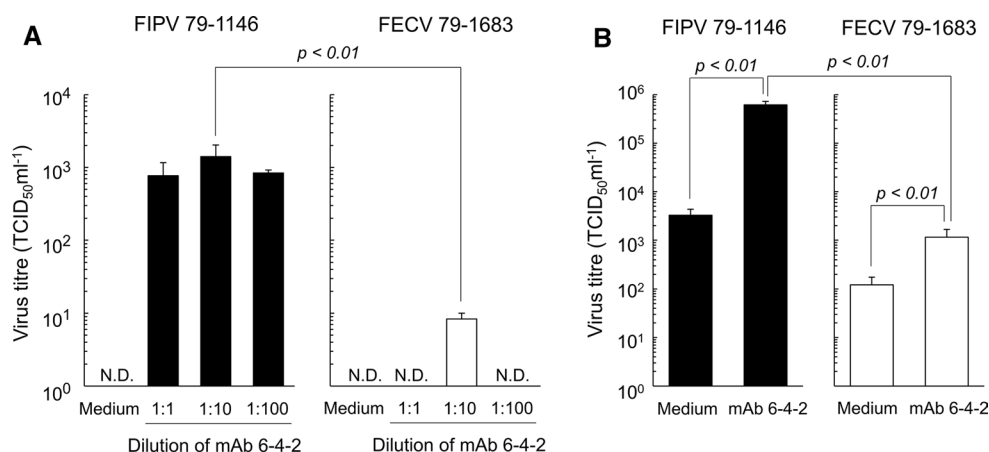 A
FIPV 79-1146
FECV 79-1683
p < 0.01
Virus titre (TCID50ml-1)
10^4
10^3
10^2
10^1
10^0
N.D.
N.D.
N.D.
N.D.
Medium
1:1
1:10
1:100
Medium
1:1
1:10
1:100
Dilution of mAb 6-4-2
Dilution of mAb 6-4-2
B
FIPV 79-1146
FECV 79-1683
p < 0.01
p < 0.01
p < 0.01
Virus titre (TCID50ml-1)
10^6
10^5
10^4
10^3
10^2
10^1
10^0
Medium
mAb 6-4-2
Medium
mAb 6-4-2